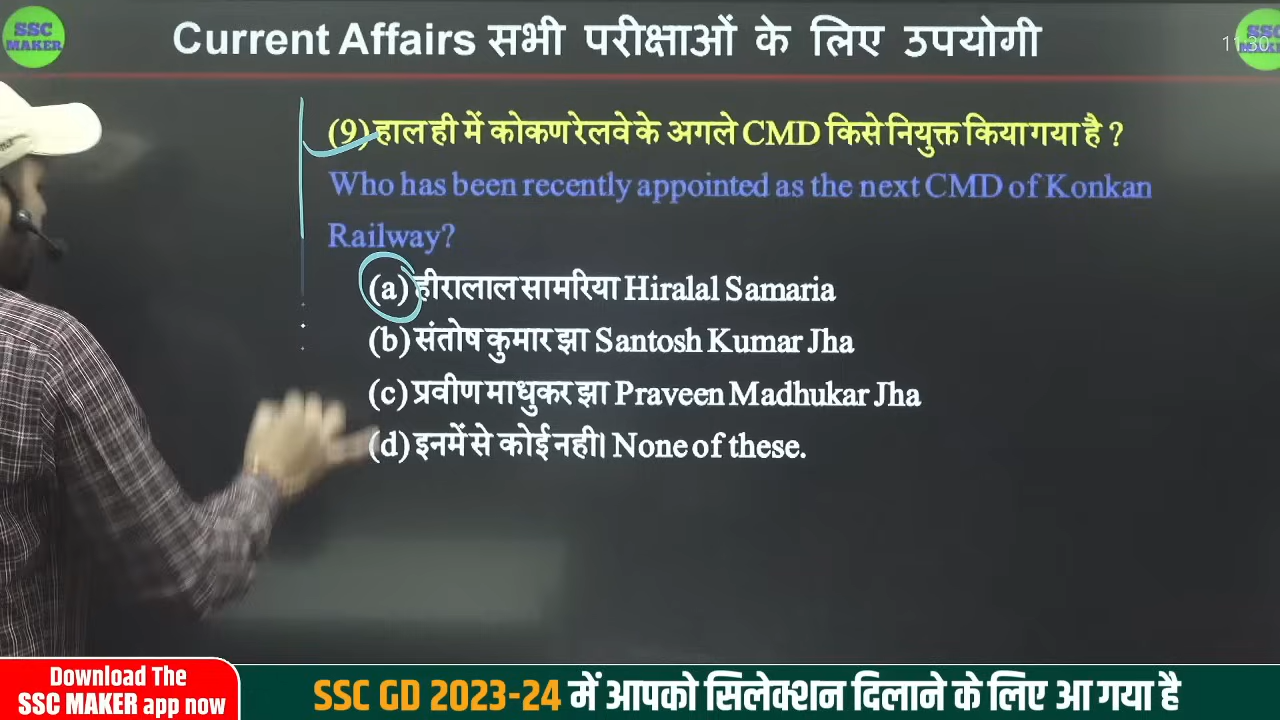 SSC
MAKER
Current Affairs सभी परीक्षाओं के लिए उपयोगी
11:30
(9) हाल ही में कोकण रेलवे के अगले CMD किसे नियुक्त किया गया है ?
Who has been recently appointed as the next CMD of Konkan
Railway?
(a) हीरालाल सामरिया Hiralal Samaria
(b) संतोष कुमार झा Santosh Kumar Jha
(c) प्रवीण माधुकर झा Praveen Madhukar Jha
(d) इनमें से कोई नही। None of these.
Download The
SSC MAKER app now
SSC GD 2023-24 में आपको सिलेक्शन दिलाने के लिए आ गया है